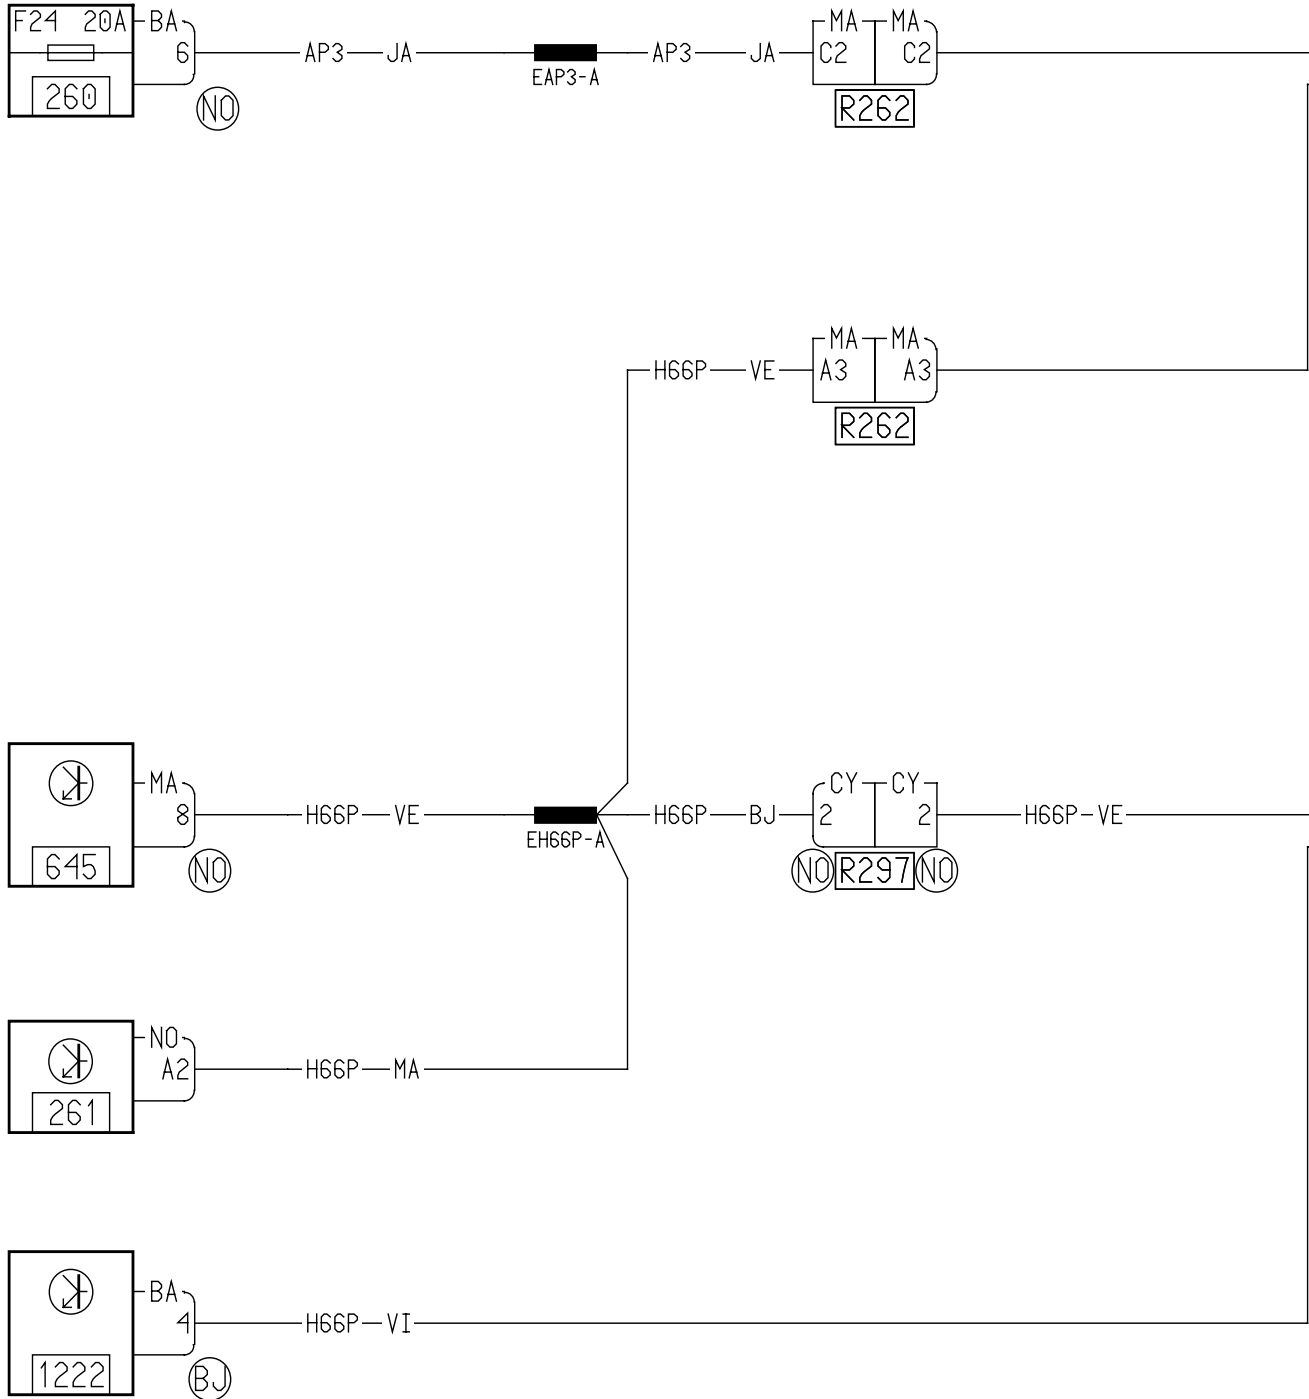 F24 20A BA MA MA
6 AP3 JA AP3 JA C2 C2
EAP3-A
260 NO R262
MA MA
H66P VE A3 A3
R262
MA CY CY
8 H66P VE H66P BJ 2 2 H66P VE
EH66P-A
645 NO NO R297 NO
NO
A2 H66P MA
261
BA
4 H66P VI
1222 BJ